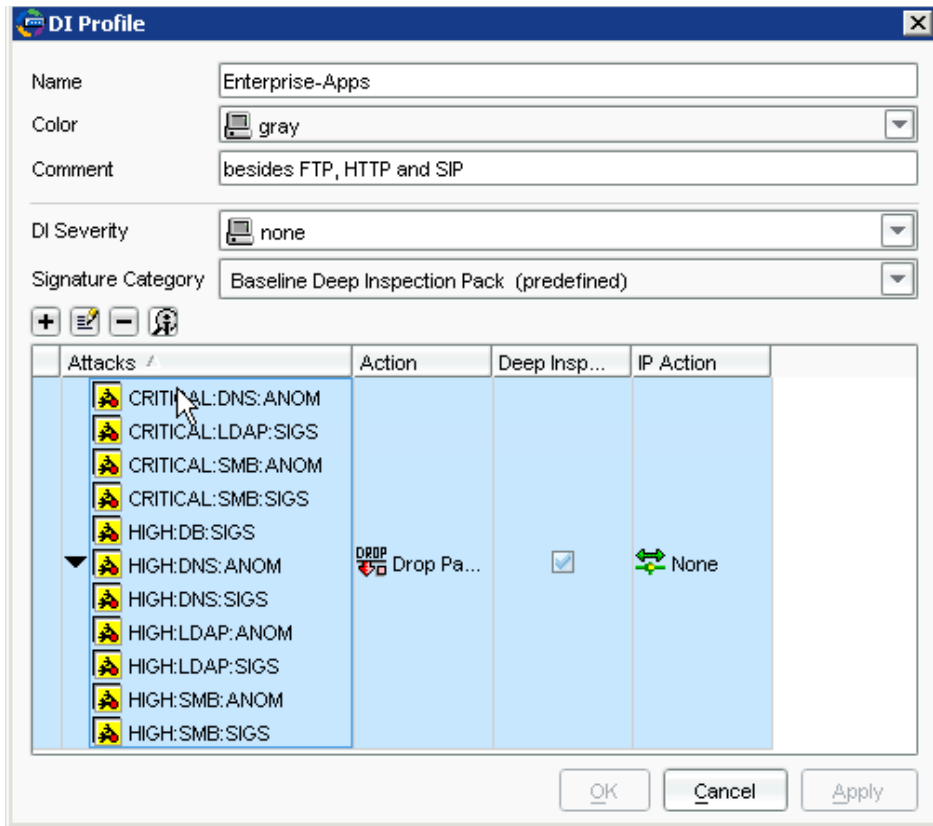 DI Profile
Name Enterprise-Apps
Color gray
Comment besides FTP, HTTP and SIP
DI Severity none
Signature Category Baseline Deep Inspection Pack (predefined)
Attacks Action Deep Insp... IP Action
CRITICAL:DNS:ANOM
CRITICAL:LDAP:SIGS
CRITICAL:SMB:ANOM
CRITICAL:SMB:SIGS
HIGH:DB:SIGS
HIGH:DNS:ANOM DROP Drop Pa... None
HIGH:DNS:SIGS
HIGH:LDAP:ANOM
HIGH:LDAP:SIGS
HIGH:SMB:ANOM
HIGH:SMB:SIGS
OK Cancel Apply